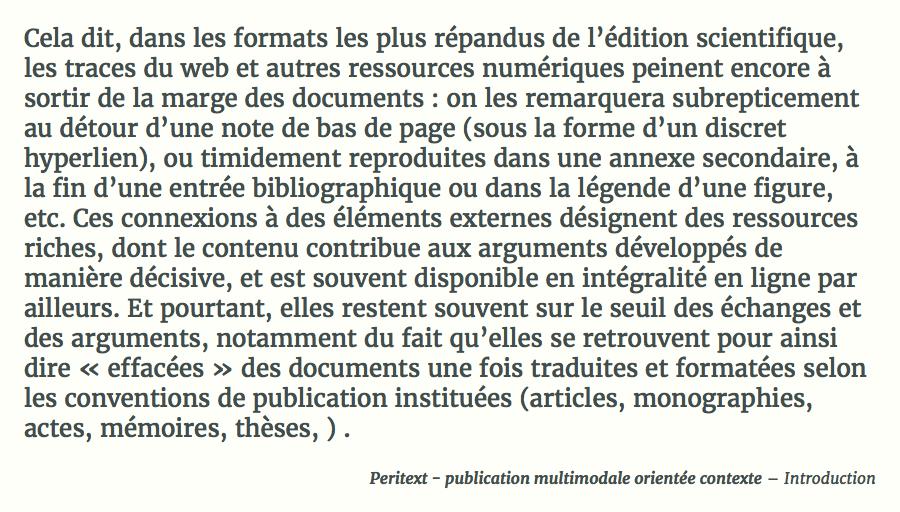 Cela dit, dans les formats les plus répandus de l’édition scientifique,
les traces du web et autres ressources numériques peinent encore à
sortir de la marge des documents : on les remarquera subrepticement
au détour d’une note de bas de page (sous la forme d’un discret
hyperlien), ou timidement reproduites dans une annexe secondaire, à
la fin d’une entrée bibliographique ou dans la légende d’une figure,
etc. Ces connexions à des éléments externes désignent des ressources
riches, dont le contenu contribue aux arguments développés de
manière décisive, et est souvent disponible en intégralité en ligne par
ailleurs. Et pourtant, elles restent souvent sur le seuil des échanges et
des arguments, notamment du fait qu’elles se retrouvent pour ainsi
dire « effacées » des documents une fois traduites et formatées selon
les conventions de publication instituées (articles, monographies,
actes, mémoires, thèses, ) .
Peritext - publication multimodale orientée contexte – Introduction